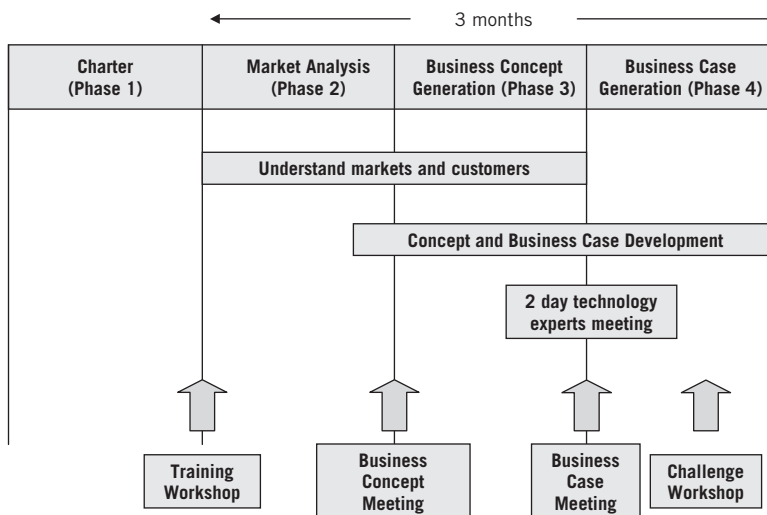 3 months
Charter
(Phase 1)
Market Analysis
(Phase 2)
Business Concept
Generation (Phase 3)
Business Case
Generation (Phase 4)
Understand markets and customers
Concept and Business Case Development
2 day technology
experts meeting
Training
Workshop
Business
Concept
Meeting
Business
Case
Meeting
Challenge
Workshop